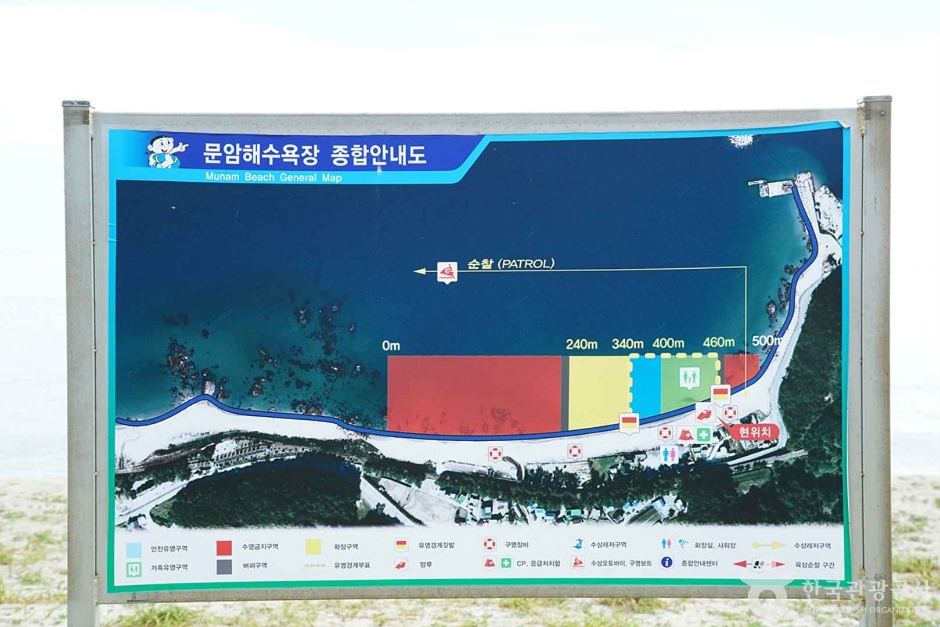 문암해수욕장 종합안내도
Munam Beach General Map
순찰 (PATROL)
0m 240m 340m 400m 460m 500m
현위치
안전유영구역 수영금지구역 확장구역 유영경계깃발 구명장비 수상레저구역 화장실, 샤워장 수상레저구역
가족유영구역 버퍼구역 유영경계부표 망루 CP, 응급처치함 수상오토바이, 구명보트 종합안내센터 육상순찰 구간
한국관광공사